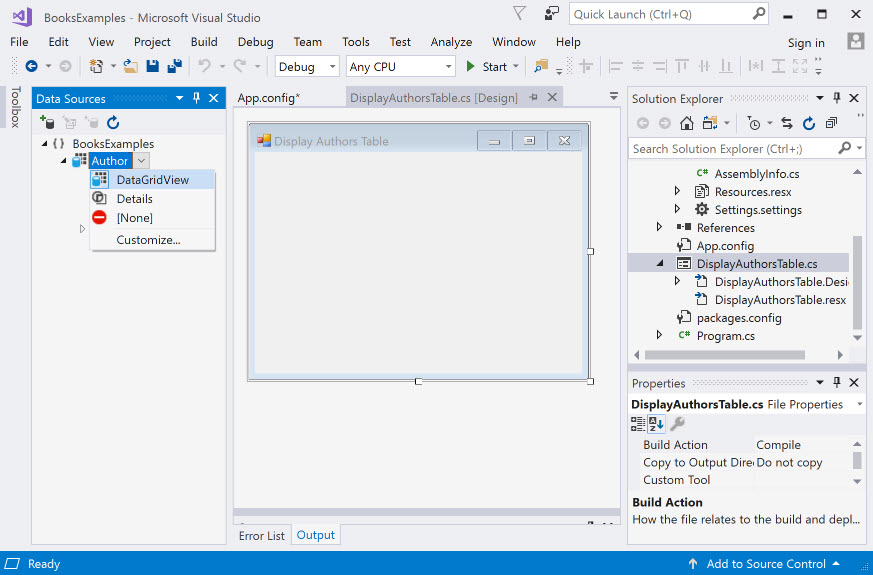 BooksExamples - Microsoft Visual Studio
Quick Launch (Ctrl+Q)
File Edit View Project Build Debug Team Tools Test Analyze Window Help
Sign in
Debug Any CPU Start
Toolbox
Data Sources
BooksExamples
Author
DataGridView
Details
[None]
Customize...
App.config*
DisplayAuthorsTable.cs [Design]
Display Authors Table
Error List Output
Solution Explorer
Search Solution Explorer (Ctrl+;)
C# AssemblyInfo.cs
Resources.resx
Settings.settings
References
App.config
DisplayAuthorsTable.cs
DisplayAuthorsTable.Desi
DisplayAuthorsTable.resx
packages.config
C# Program.cs
Properties
DisplayAuthorsTable.cs File Properties
Build Action Compile
Copy to Output Dire Do not copy
Custom Tool
Build Action
How the file relates to the build and depl...
Ready
Add to Source Control